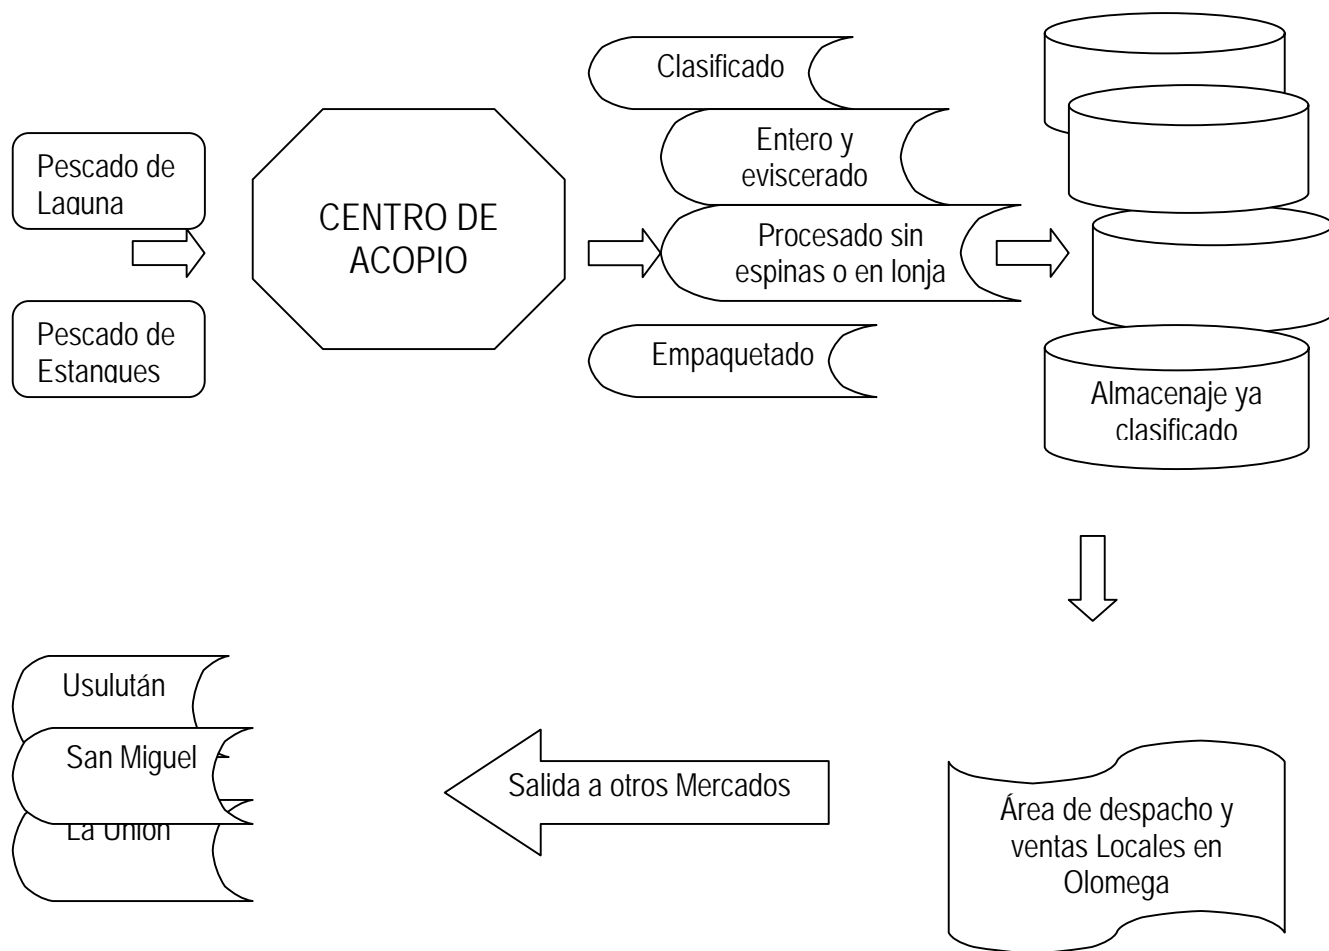 Pescado de
Laguna
Pescado de
Estanques
CENTRO DE
ACOPIO
Clasificado
Entero y
eviscerado
Procesado sin
espinas o en lonja
Empaquetado
Almacenaje ya
clasificado
Área de despacho y
ventas Locales en
Olomega
Salida a otros Mercados
Usulután
San Miguel
La Unión